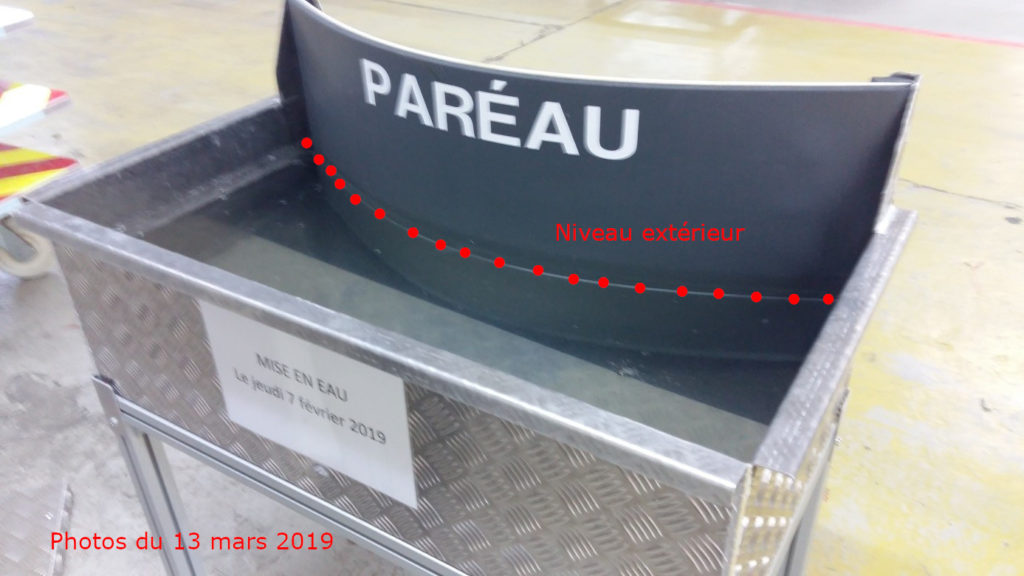 PARÉAU
Niveau extérieur
MISE EN EAU
Le jeudi 7 février 2019
Photos du 13 mars 2019